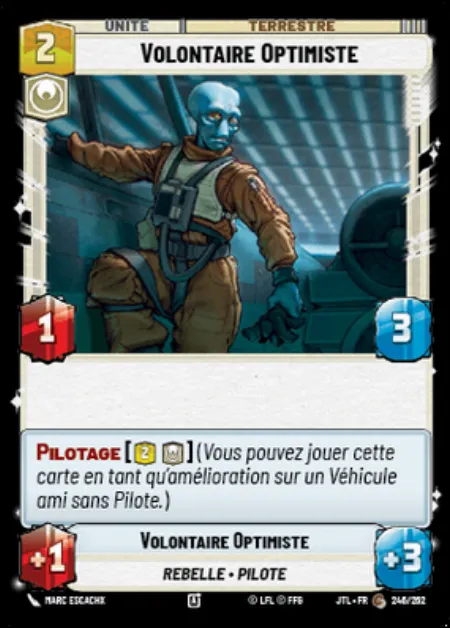 UNITÉ TERRESTRE
2 VOLONTAIRE OPTIMISTE
1 3
PILOTAGE [2] (Vous pouvez jouer cette
carte en tant qu'amélioration sur un Véhicule
ami sans Pilote.)
VOLONTAIRE OPTIMISTE
+1 +3
REBELLE • PILOTE
MARC ESCACHX A © LFL © FFG JTL • FR C 246/262